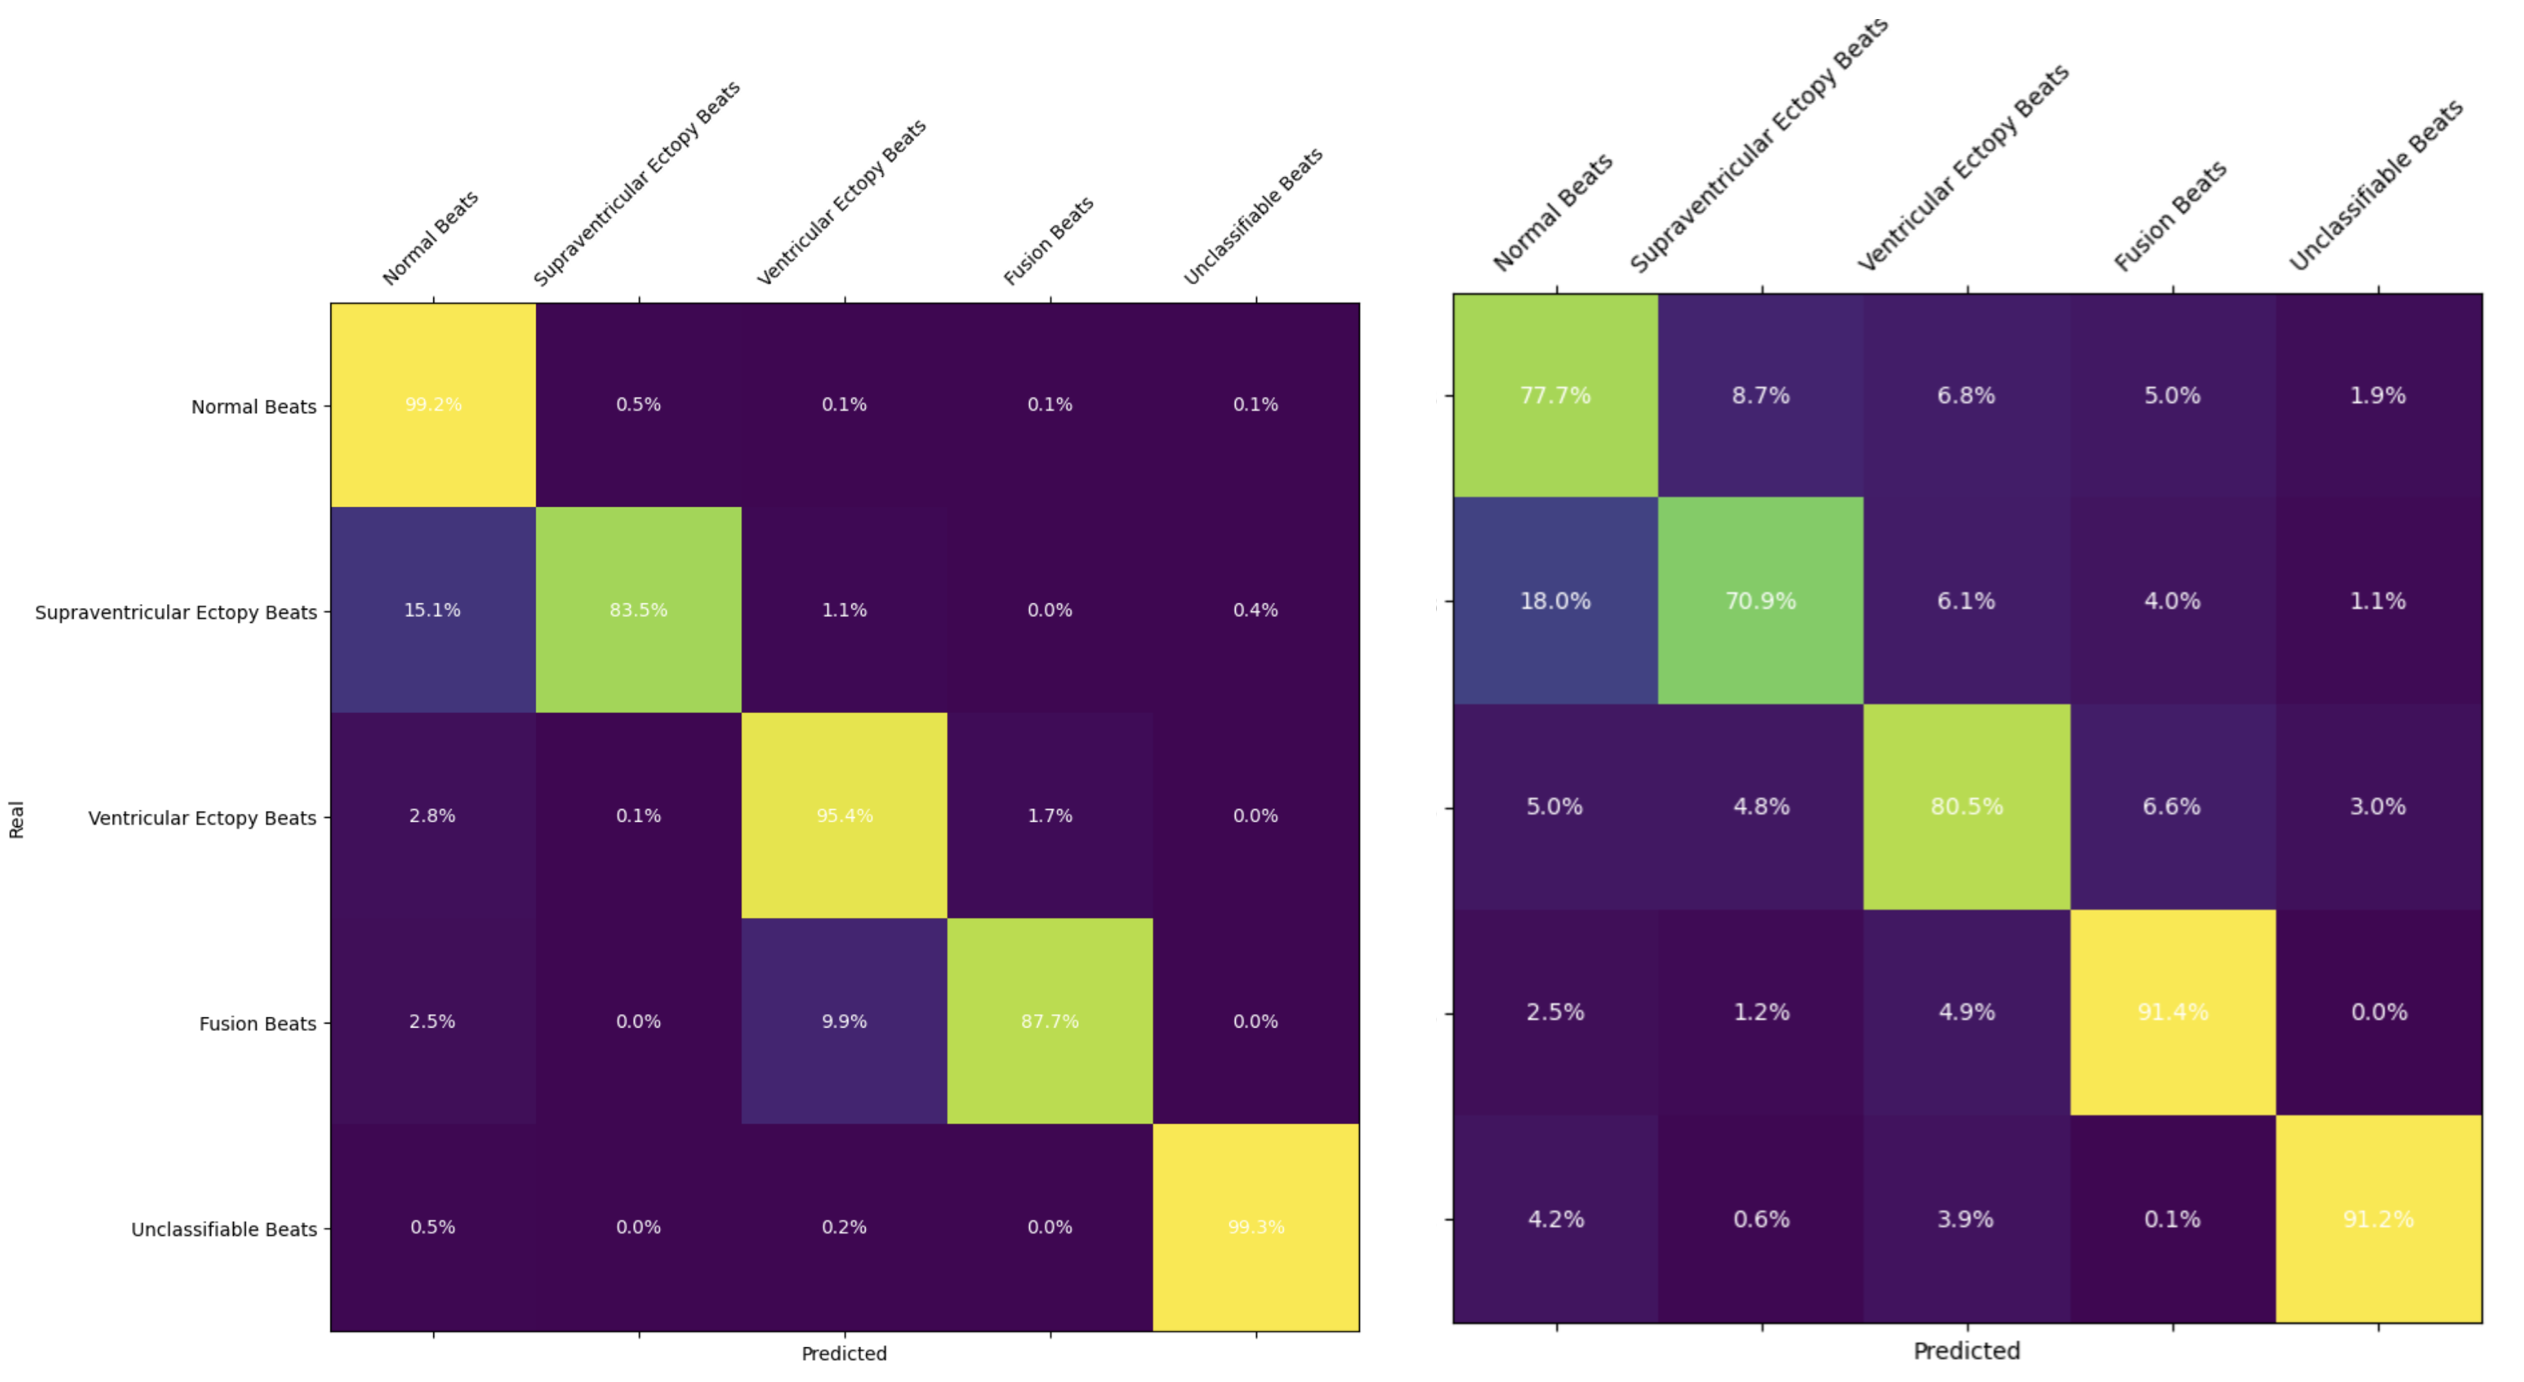 Normal Beats
Supraventricular Ectopy Beats
Ventricular Ectopy Beats
Fusion Beats
Unclassifiable Beats
Real
Normal Beats 99.2% 0.5% 0.1% 0.1% 0.1%
Supraventricular Ectopy Beats 15.1% 83.5% 1.1% 0.0% 0.4%
Ventricular Ectopy Beats 2.8% 0.1% 95.4% 1.7% 0.0%
Fusion Beats 2.5% 0.0% 9.9% 87.7% 0.0%
Unclassifiable Beats 0.5% 0.0% 0.2% 0.0% 99.3%
Predicted
Normal Beats
Supraventricular Ectopy Beats
Ventricular Ectopy Beats
Fusion Beats
Unclassifiable Beats
77.7% 8.7% 6.8% 5.0% 1.9%
18.0% 70.9% 6.1% 4.0% 1.1%
5.0% 4.8% 80.5% 6.6% 3.0%
2.5% 1.2% 4.9% 91.4% 0.0%
4.2% 0.6% 3.9% 0.1% 91.2%
Predicted